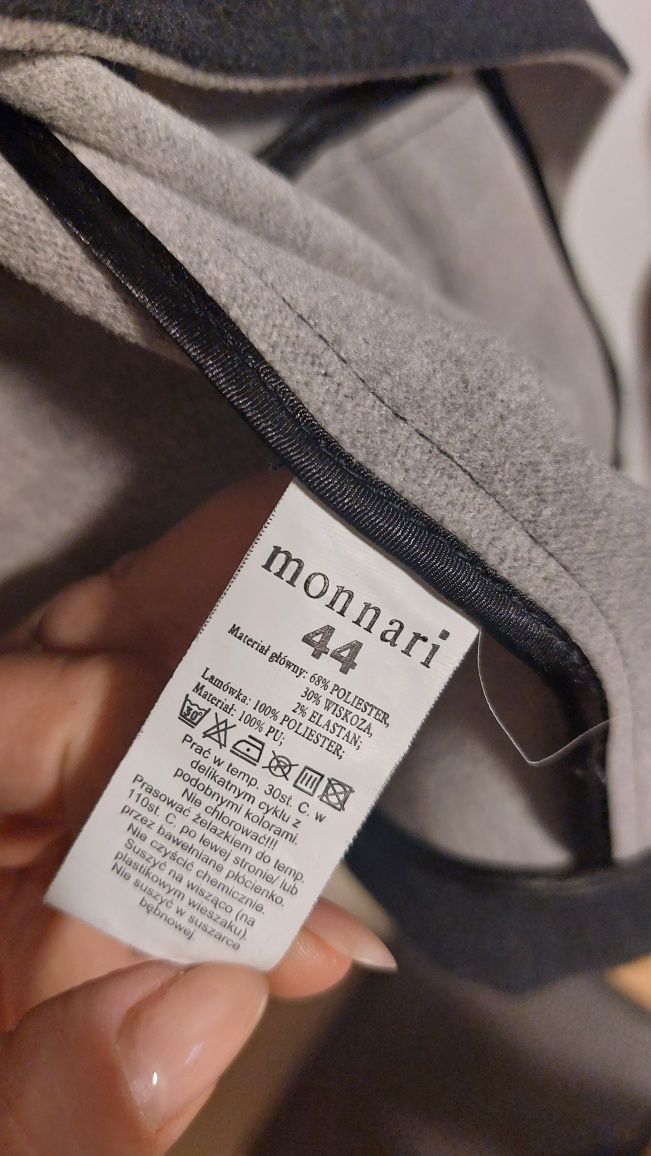 monnari
44
Materiał główny: 68% POLIESTER,
30% WISKOZA,
2% ELASTAN;
Lamówka: 100% POLIESTER;
Materiał: 100% PU;
30°
Prać w temp. 30st. C. w
delikatnym cyklu z
podobnymi kolorami.
Nie chlorować!!!
Prasować żelazkiem do temp.
110st. C. po lewej stronie/ lub
przez bawełniane płócienko.
Nie czyścić chemicznie.
Suszyć na wisząco (na
plastikowym wieszaku).
Nie suszyć w suszarce
bębnowej.